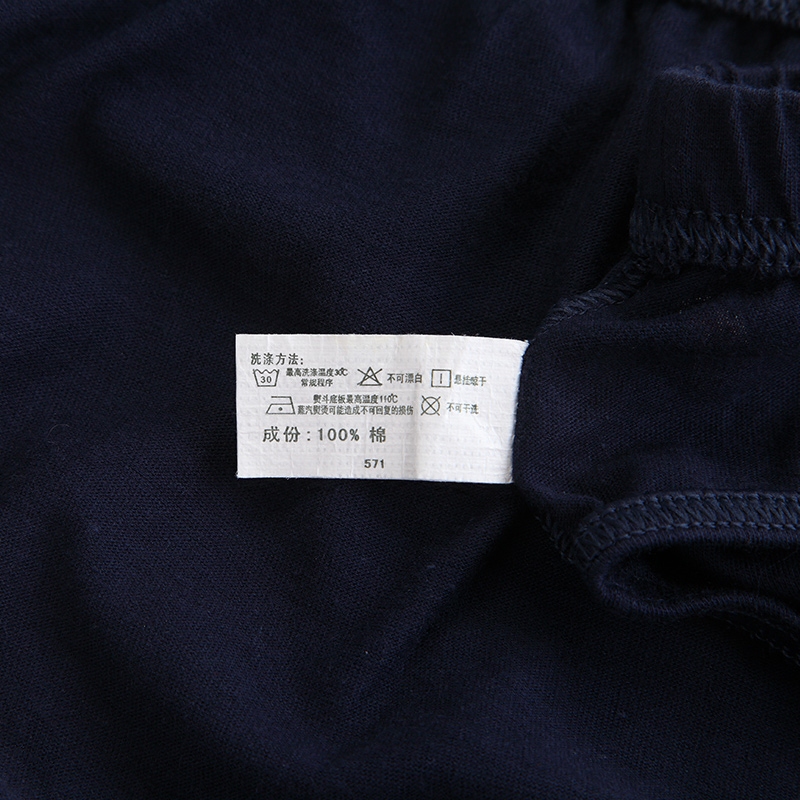 洗涤方法:
30 最高洗涤温度30℃ 不可漂白 悬挂晾干
常规程序
熨斗底板最高温度110℃ 不可干洗
蒸汽熨烫可能造成不可回复的损伤
成份:100% 棉
571